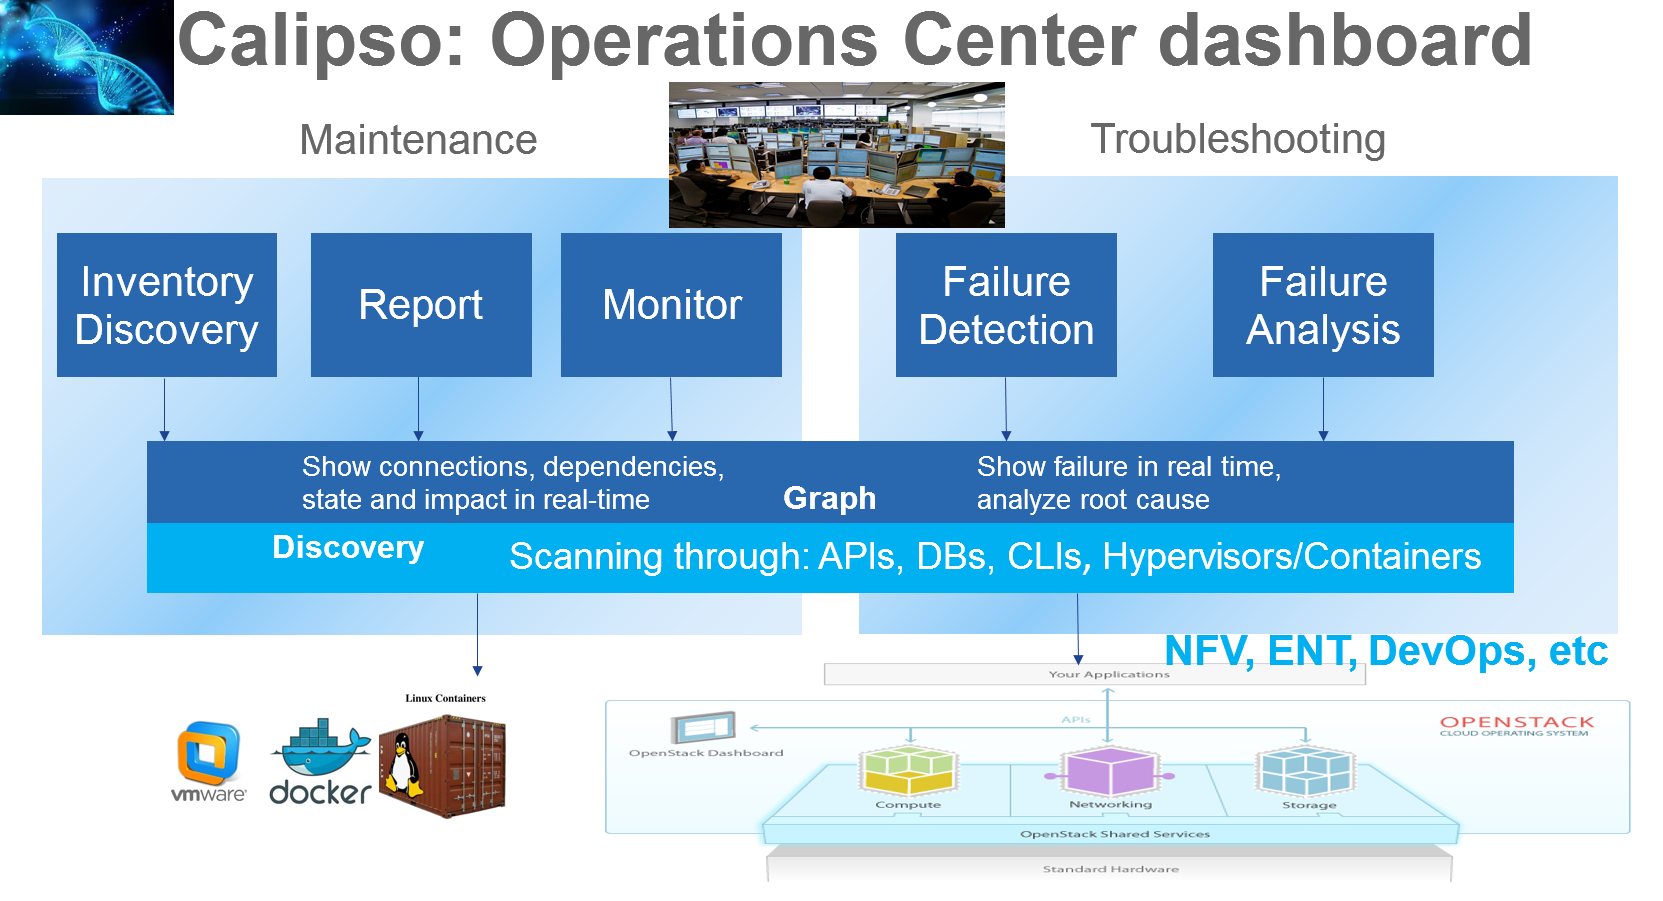 Calipso: Operations Center dashboard
Maintenance
Troubleshooting
Inventory
Discovery
Report
Monitor
Failure
Detection
Failure
Analysis
Show connections, dependencies,
state and impact in real-time
Graph
Show failure in real time,
analyze root cause
Discovery
Scanning through: APIs, DBs, CLIs, Hypervisors/Containers
NFV, ENT, DevOps, etc
Linux Containers
vmware
docker
Your Applications
APIs
OPENSTACK
CLOUD OPERATING SYSTEM
OpenStack Dashboard
Compute
Networking
Storage
OpenStack Shared Services
Standard Hardware